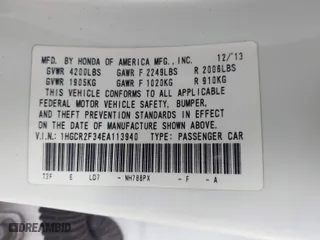 MFD. BY HONDA OF AMERICA MFG., INC. 12/'13
GVWR 4200LBS GAWR F 2249LBS R 2006LBS
GVWR 1905KG GAWR F 1020KG R 910KG
THIS VEHICLE CONFORMS TO ALL APPLICABLE
FEDERAL MOTOR VEHICLE SAFETY, BUMPER,
AND THEFT PREVENTION STANDARDS IN EFFECT
ON THE DATE OF MANUFACTURE SHOWN ABOVE.
V.I.N.: 1HGCR2F34EA113940 TYPE: PASSENGER CAR
T2F E LD7 - NH788PX - F - A
PREAMBID